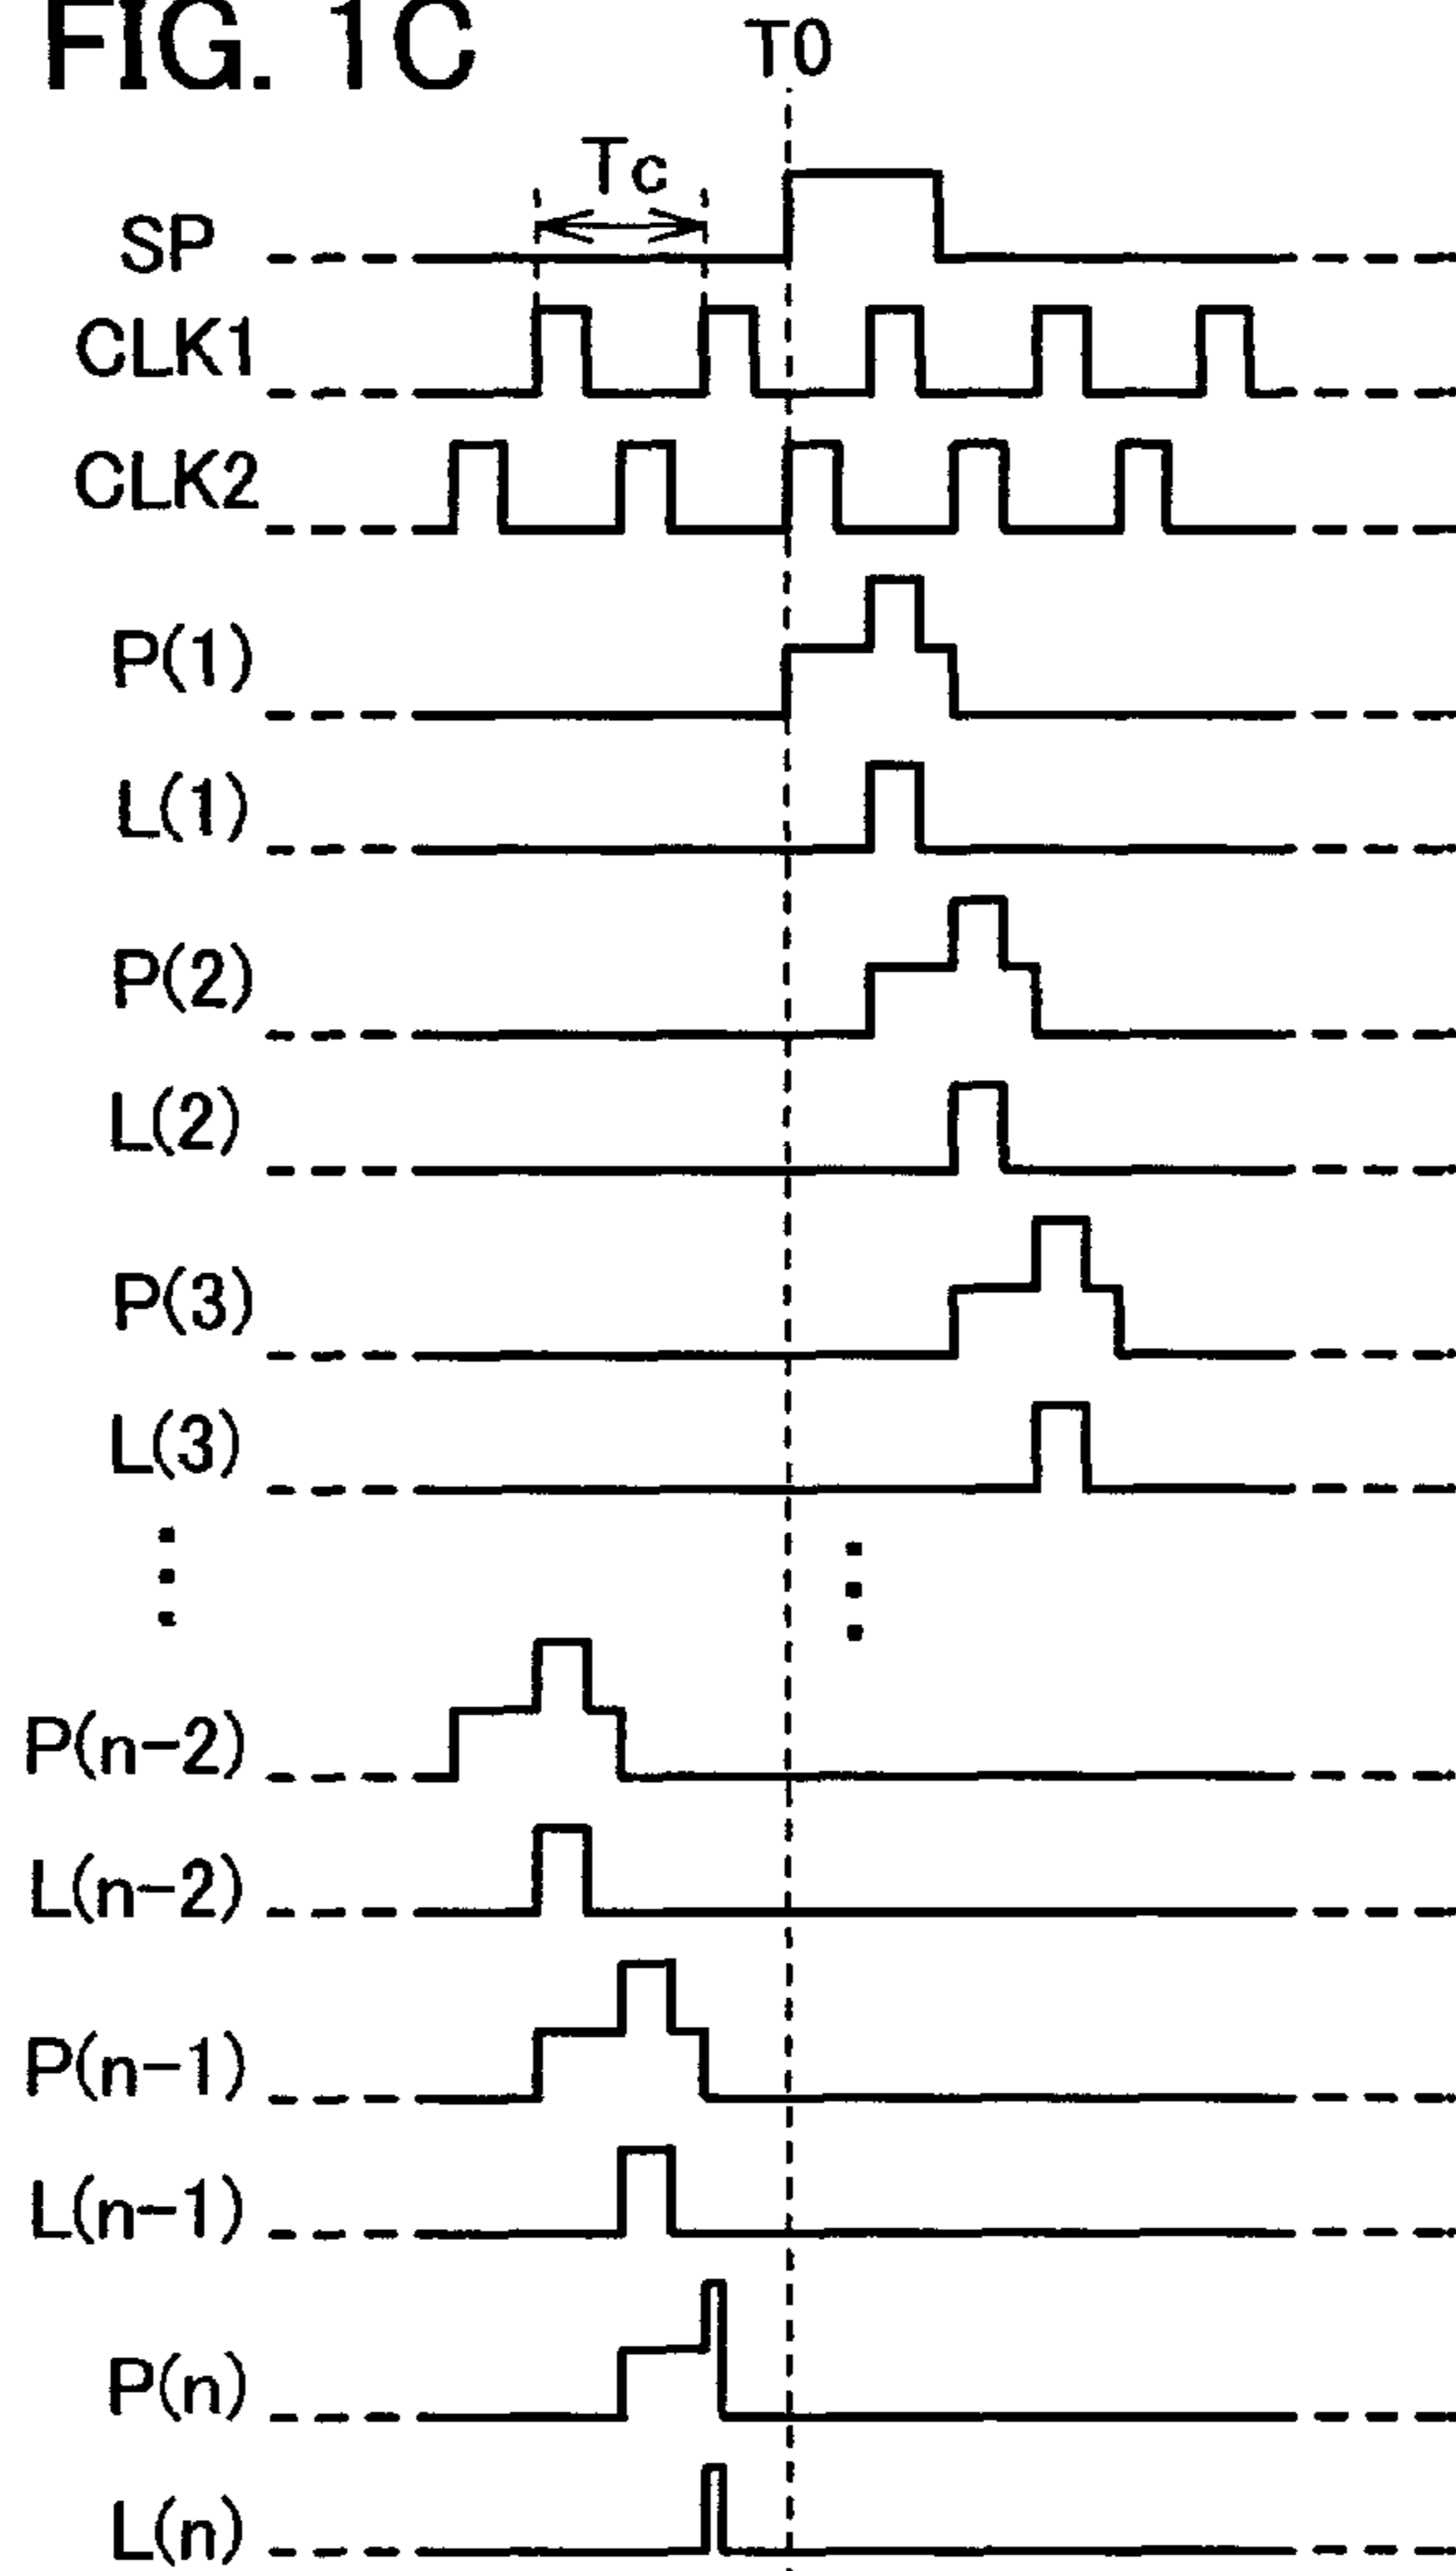 FIG. 1C
T0
Tc
SP
CLK1
CLK2
P(1)
L(1)
P(2)
L(2)
P(3)
L(3)
P(n-2)
L(n-2)
P(n-1)
L(n-1)
P(n)
L(n)